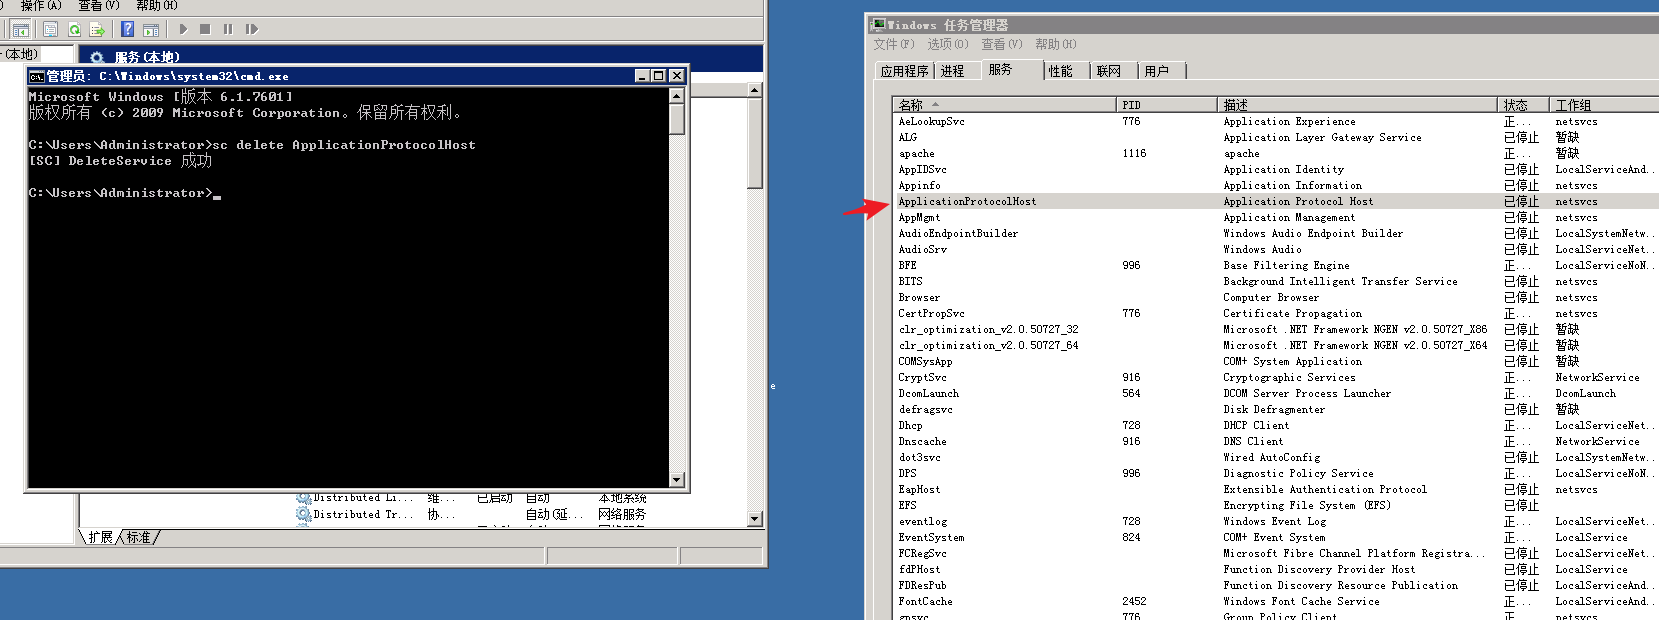 操作(A) 查看(V) 帮助(H)
(本地)
服务(本地)
管理员: C:\Windows\system32\cmd.exe
Microsoft Windows [版本 6.1.7601]
版权所有 (c) 2009 Microsoft Corporation。保留所有权利。
C:\Users\Administrator>sc delete ApplicationProtocolHost
[SC] DeleteService 成功
C:\Users\Administrator>
Distributed Li... 维... 已启动 自动 本地系统
Distributed Tr... 协... 自动(延... 网络服务
扩展 标准
e
Windows 任务管理器
文件(F) 选项(O) 查看(V) 帮助(H)
应用程序 进程 服务 性能 联网 用户
名称 PID 描述 状态 工作组
AeLookupSvc 776 Application Experience 正... netsvcs
ALG Application Layer Gateway Service 已停止 暂缺
apache 1116 apache 正... 暂缺
AppIDSvc Application Identity 已停止 LocalServiceAnd..
Appinfo Application Information 已停止 netsvcs
ApplicationProtocolHost Application Protocol Host 已停止 netsvcs
AppMgmt Application Management 已停止 netsvcs
AudioEndpointBuilder Windows Audio Endpoint Builder 已停止 LocalSystemNetw..
AudioSrv Windows Audio 已停止 LocalServiceNet..
BFE 996 Base Filtering Engine 正... LocalServiceNoN..
BITS Background Intelligent Transfer Service 已停止 netsvcs
Browser Computer Browser 已停止 netsvcs
CertPropSvc 776 Certificate Propagation 正... netsvcs
clr_optimization_v2.0.50727_32 Microsoft .NET Framework NGEN v2.0.50727_X86 已停止 暂缺
clr_optimization_v2.0.50727_64 Microsoft .NET Framework NGEN v2.0.50727_X64 已停止 暂缺
COMSysApp COM+ System Application 已停止 暂缺
CryptSvc 916 Cryptographic Services 正... NetworkService
DcomLaunch 564 DCOM Server Process Launcher 正... DcomLaunch
defragsvc Disk Defragmenter 已停止 暂缺
Dhcp 728 DHCP Client 正... LocalServiceNet..
Dnscache 916 DNS Client 正... NetworkService
dot3svc Wired AutoConfig 已停止 LocalSystemNetw..
DPS 996 Diagnostic Policy Service 正... LocalServiceNoN..
EapHost Extensible Authentication Protocol 已停止 netsvcs
EFS Encrypting File System (EFS) 已停止
eventlog 728 Windows Event Log 正... LocalServiceNet..
EventSystem 824 COM+ Event System 正... LocalService
FCRegSvc Microsoft Fibre Channel Platform Registra... 已停止 LocalServiceNet..
fdPHost Function Discovery Provider Host 已停止 LocalService
FDResPub Function Discovery Resource Publication 已停止 LocalServiceAnd..
FontCache 2452 Windows Font Cache Service 正... LocalServiceAnd..
gpsvc 776 Group Policy Client 正... netsvcs